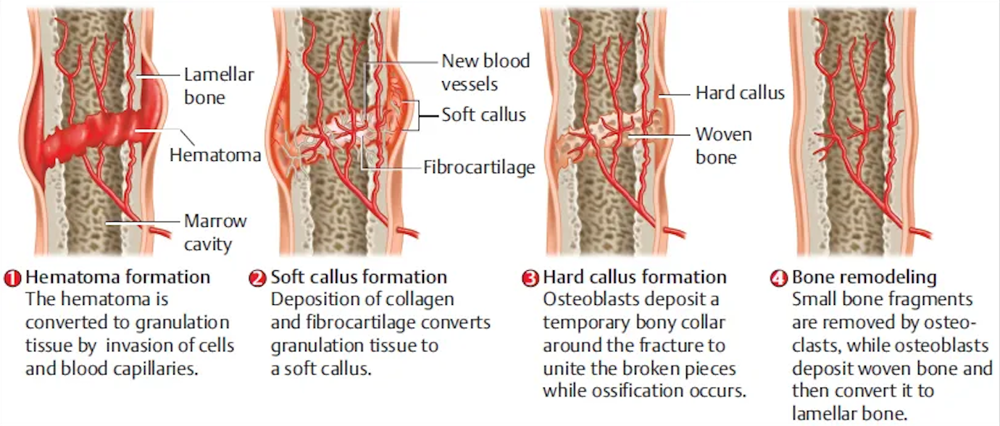 Lamellar
bone
Hematoma
Marrow
cavity
New blood
vessels
Soft callus
Fibrocartilage
Hard callus
Woven
bone
1 Hematoma formation
The hematoma is
converted to granulation
tissue by invasion of cells
and blood capillaries.
2 Soft callus formation
Deposition of collagen
and fibrocartilage converts
granulation tissue to
a soft callus.
3 Hard callus formation
Osteoblasts deposit a
temporary bony collar
around the fracture to
unite the broken pieces
while ossification occurs.
4 Bone remodeling
Small bone fragments
are removed by osteo-
clasts, while osteoblasts
deposit woven bone and
then convert it to
lamellar bone.